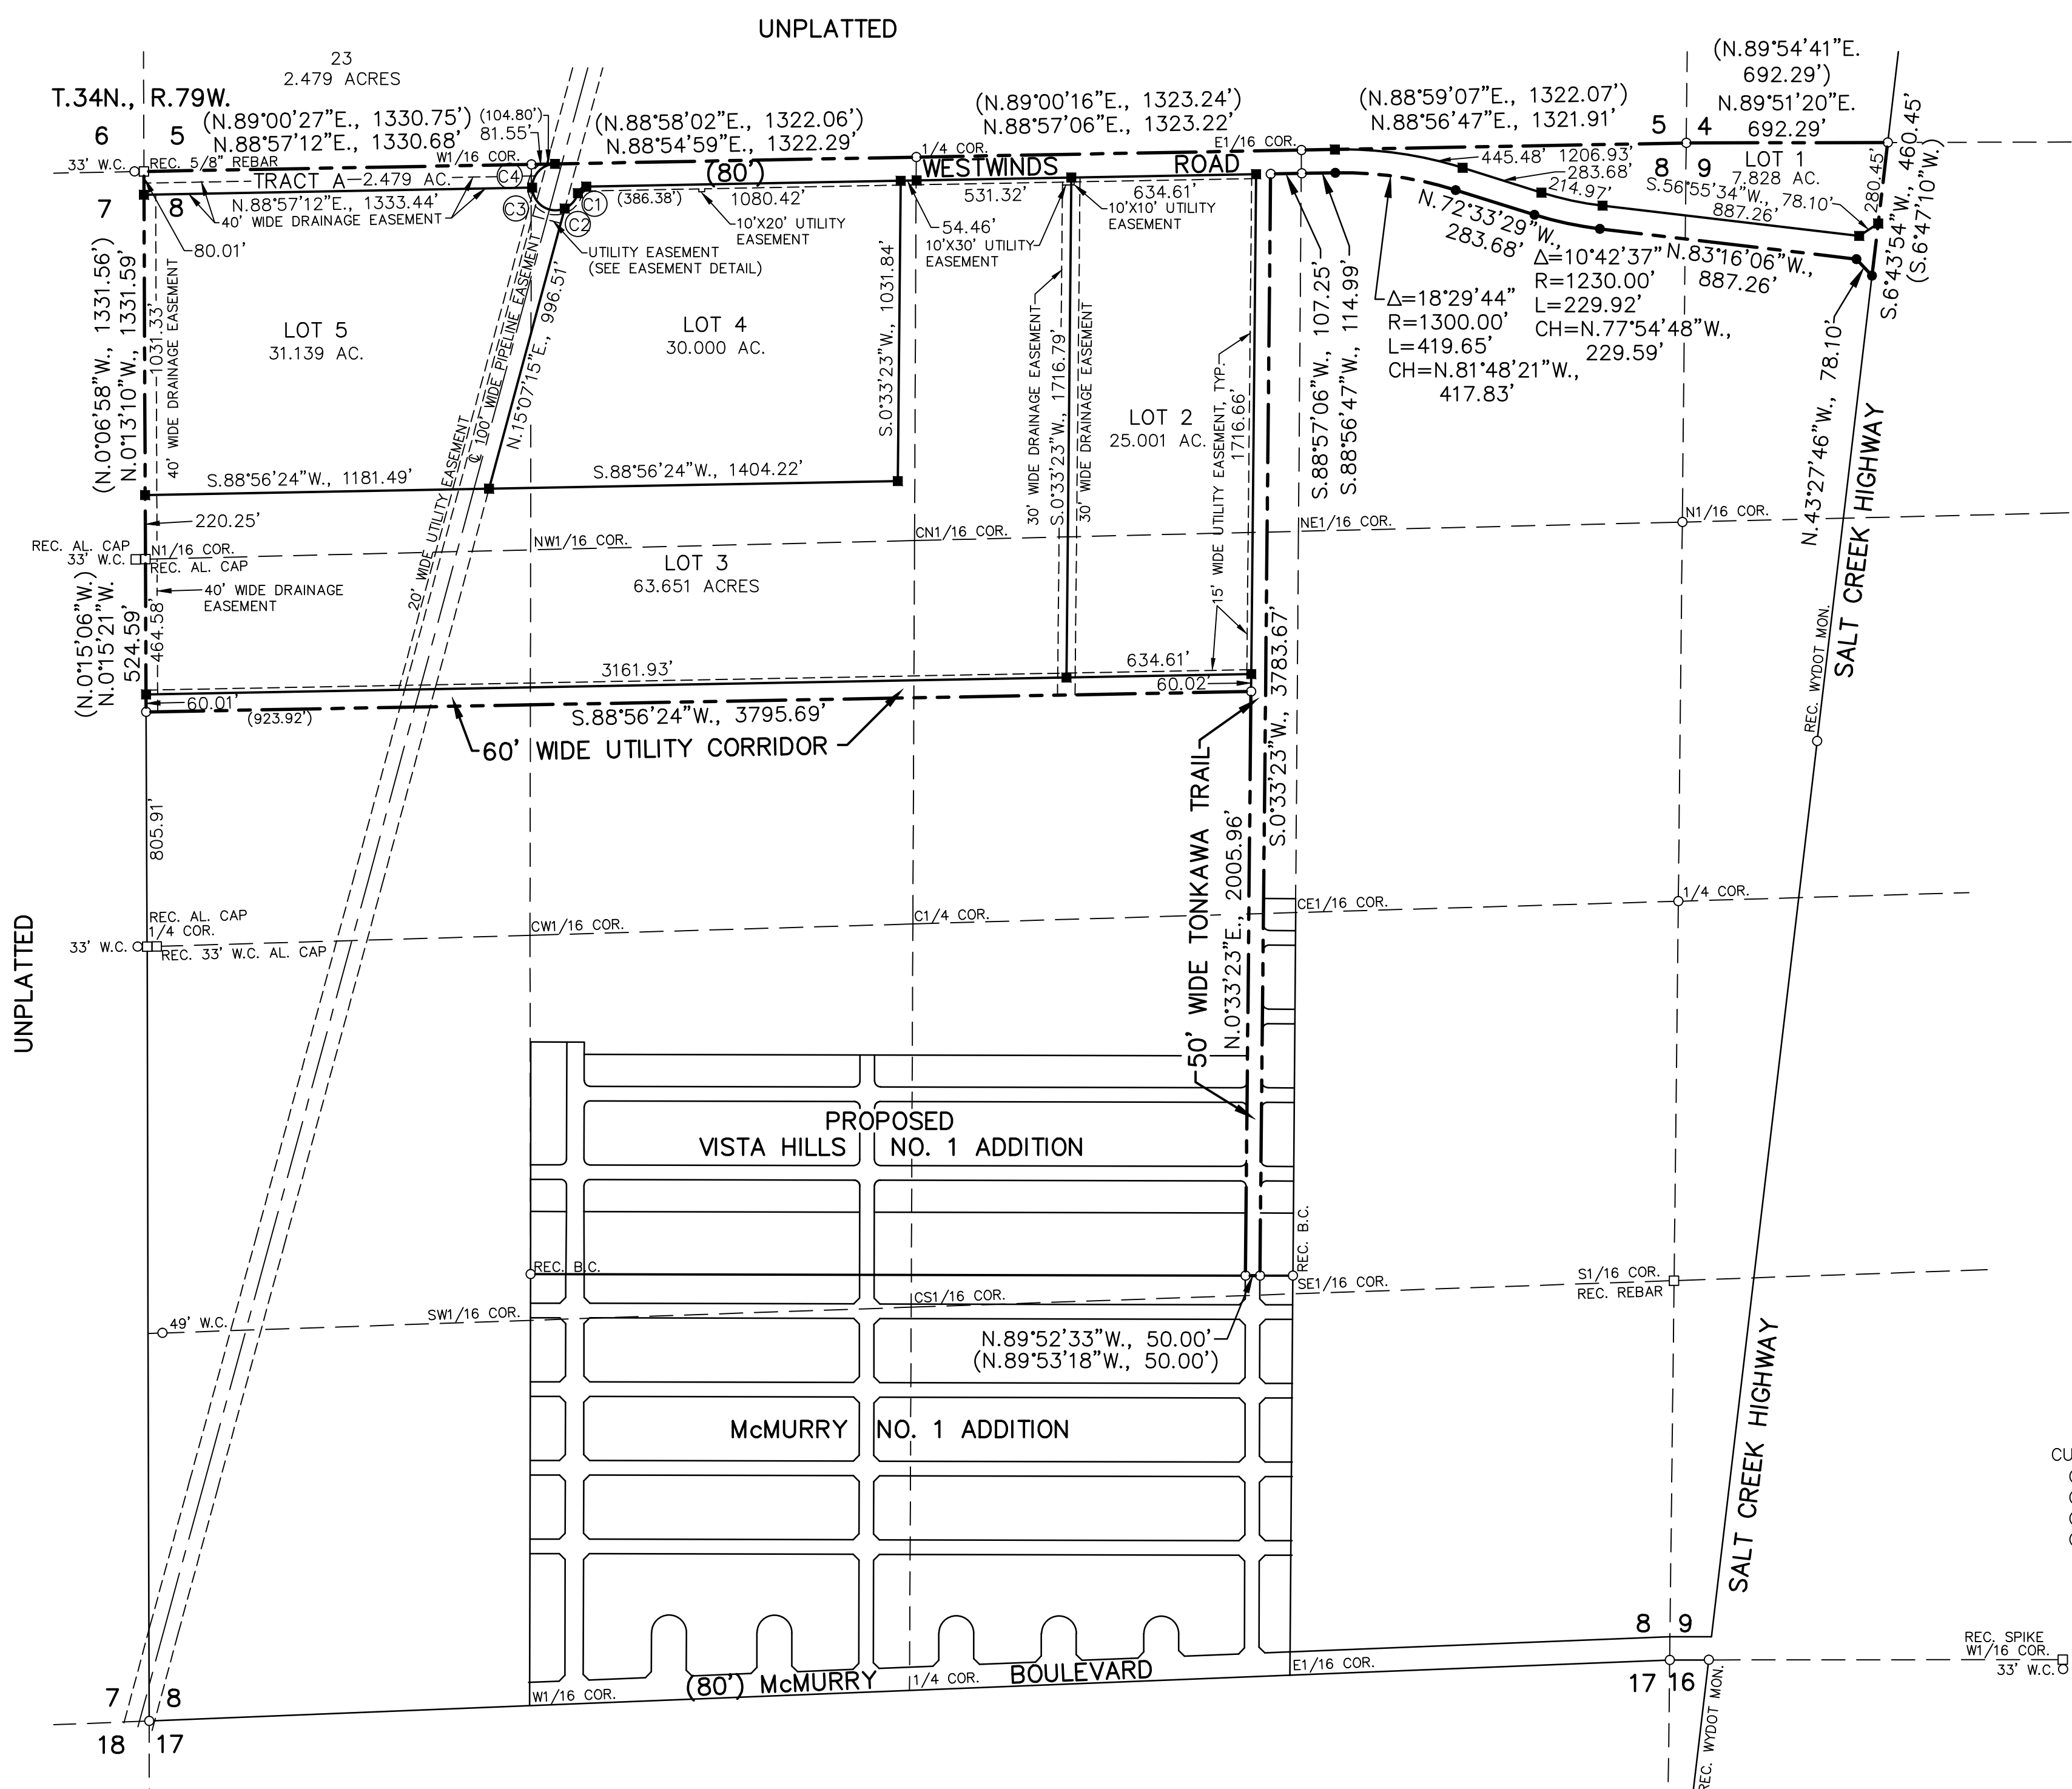 UNPLATTED
23
2.479 ACRES
T.34N., R.79W.
6 5
7 8
33' W.C.
REC. 5/8" REBAR
(N.89°00'27"E., 1330.75')
N.88°57'12"E., 1330.68'
W1/16 COR.
(104.80')
81.55'
(N.88°58'02"E., 1322.06')
N.88°54'59"E., 1322.29'
(80')
1/4 COR.
(N.89°00'16"E., 1323.24')
N.88°57'06"E., 1323.22'
E1/16 COR.
WESTWINDS ROAD
(N.88°59'07"E., 1322.07')
N.88°56'47"E., 1321.91'
5 4
8 9
(N.89°54'41"E.
692.29')
N.89°51'20"E.
692.29'
LOT 1
7.828 AC.
445.48' 1206.93'
283.68'
214.97'
S.56°55'34"W., 78.10'
887.26'
280.45'
S.6°43'54"W., 460.45'
(S.6°47'10"W.)
TRACT A 2.479 AC.
N.88°57'12"E., 1333.44'
40' WIDE DRAINAGE EASEMENT
80.01'
C4
C3
C1
C2
(386.38')
1080.42'
10'X20' UTILITY
EASEMENT
UTILITY EASEMENT
(SEE EASEMENT DETAIL)
54.46'
531.32'
10'X30' UTILITY
EASEMENT
634.61'
10'X10' UTILITY
EASEMENT
N.72°33'29"W.,
283.68'
Δ=10°42'37"
R=1230.00'
L=229.92'
CH=N.77°54'48"W.,
229.59'
N.83°16'06"W.,
887.26'
Δ=18°29'44"
R=1300.00'
L=419.65'
CH=N.81°48'21"W.,
417.83'
S.88°57'06"W., 107.25'
S.88°56'47"W., 114.99'
N.43°27'46"W., 78.10'
(N.0°06'58"W., 1331.56')
N.0°13'10"W., 1331.59'
1031.33'
40' WIDE DRAINAGE EASEMENT
LOT 5
31.139 AC.
LOT 4
30.000 AC.
LOT 2
25.001 AC.
N.15°07'15"E., 996.51'
℄ 100' WIDE PIPELINE EASEMENT
20' WIDE UTILITY EASEMENT
S.0°33'23"W., 1031.84'
30' WIDE DRAINAGE EASEMENT
S.0°33'23"W., 1716.79'
30' WIDE DRAINAGE EASEMENT
15' WIDE UTILITY EASEMENT, TYP.
1716.66'
S.88°56'24"W., 1181.49'
S.88°56'24"W., 1404.22'
220.25'
REC. AL. CAP
33' W.C.
N1/16 COR.
REC. AL. CAP
NW1/16 COR.
CN1/16 COR.
NE1/16 COR.
N1/16 COR.
LOT 3
63.651 ACRES
40' WIDE DRAINAGE
EASEMENT
(N.0°15'06"W.)
N.0°15'21"W.
524.59'
464.58'
3161.93'
634.61'
60.02'
60.01'
(923.92')
S.88°56'24"W., 3795.69'
60' WIDE UTILITY CORRIDOR
S.0°33'23"W., 3783.67'
50' WIDE TONKAWA TRAIL
N.0°33'23"E., 2005.96'
REC. WYDOT MON.
SALT CREEK HIGHWAY
805.91'
UNPLATTED
REC. AL. CAP
1/4 COR.
33' W.C.
REC. 33' W.C. AL. CAP
CW1/16 COR.
C1/4 COR.
CE1/16 COR.
1/4 COR.
PROPOSED
VISTA HILLS NO. 1 ADDITION
REC. B.C.
REC. B.C.
49' W.C.
SW1/16 COR.
CS1/16 COR.
SE1/16 COR.
S1/16 COR.
REC. REBAR
N.89°52'33"W., 50.00'
(N.89°53'18"W., 50.00')
McMURRY NO. 1 ADDITION
SALT CREEK HIGHWAY
CU
8 9
17 16
REC. SPIKE
W1/16 COR.
33' W.C.
E1/16 COR.
1/4 COR.
(80') McMURRY BOULEVARD
W1/16 COR.
7 8
18 17
REC. WYDOT MON.